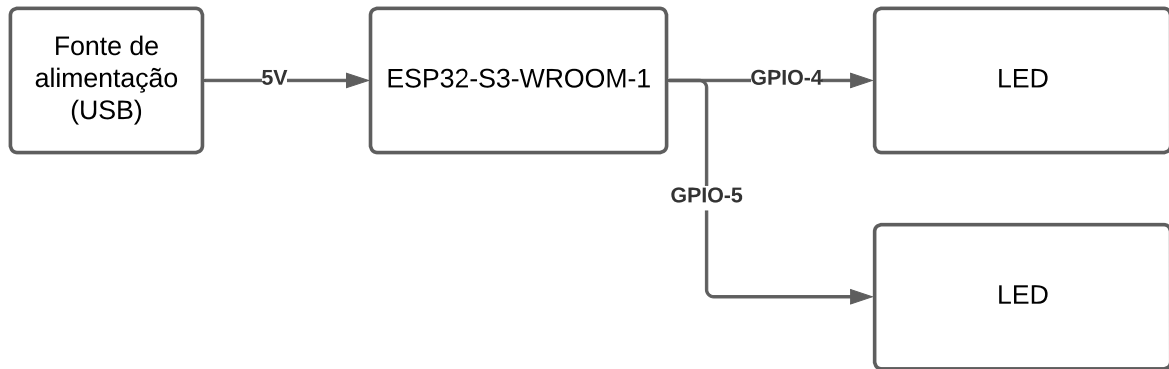 Fonte de
alimentação
(USB)
5V
ESP32-S3-WROOM-1
GPIO-4
LED
GPIO-5
LED